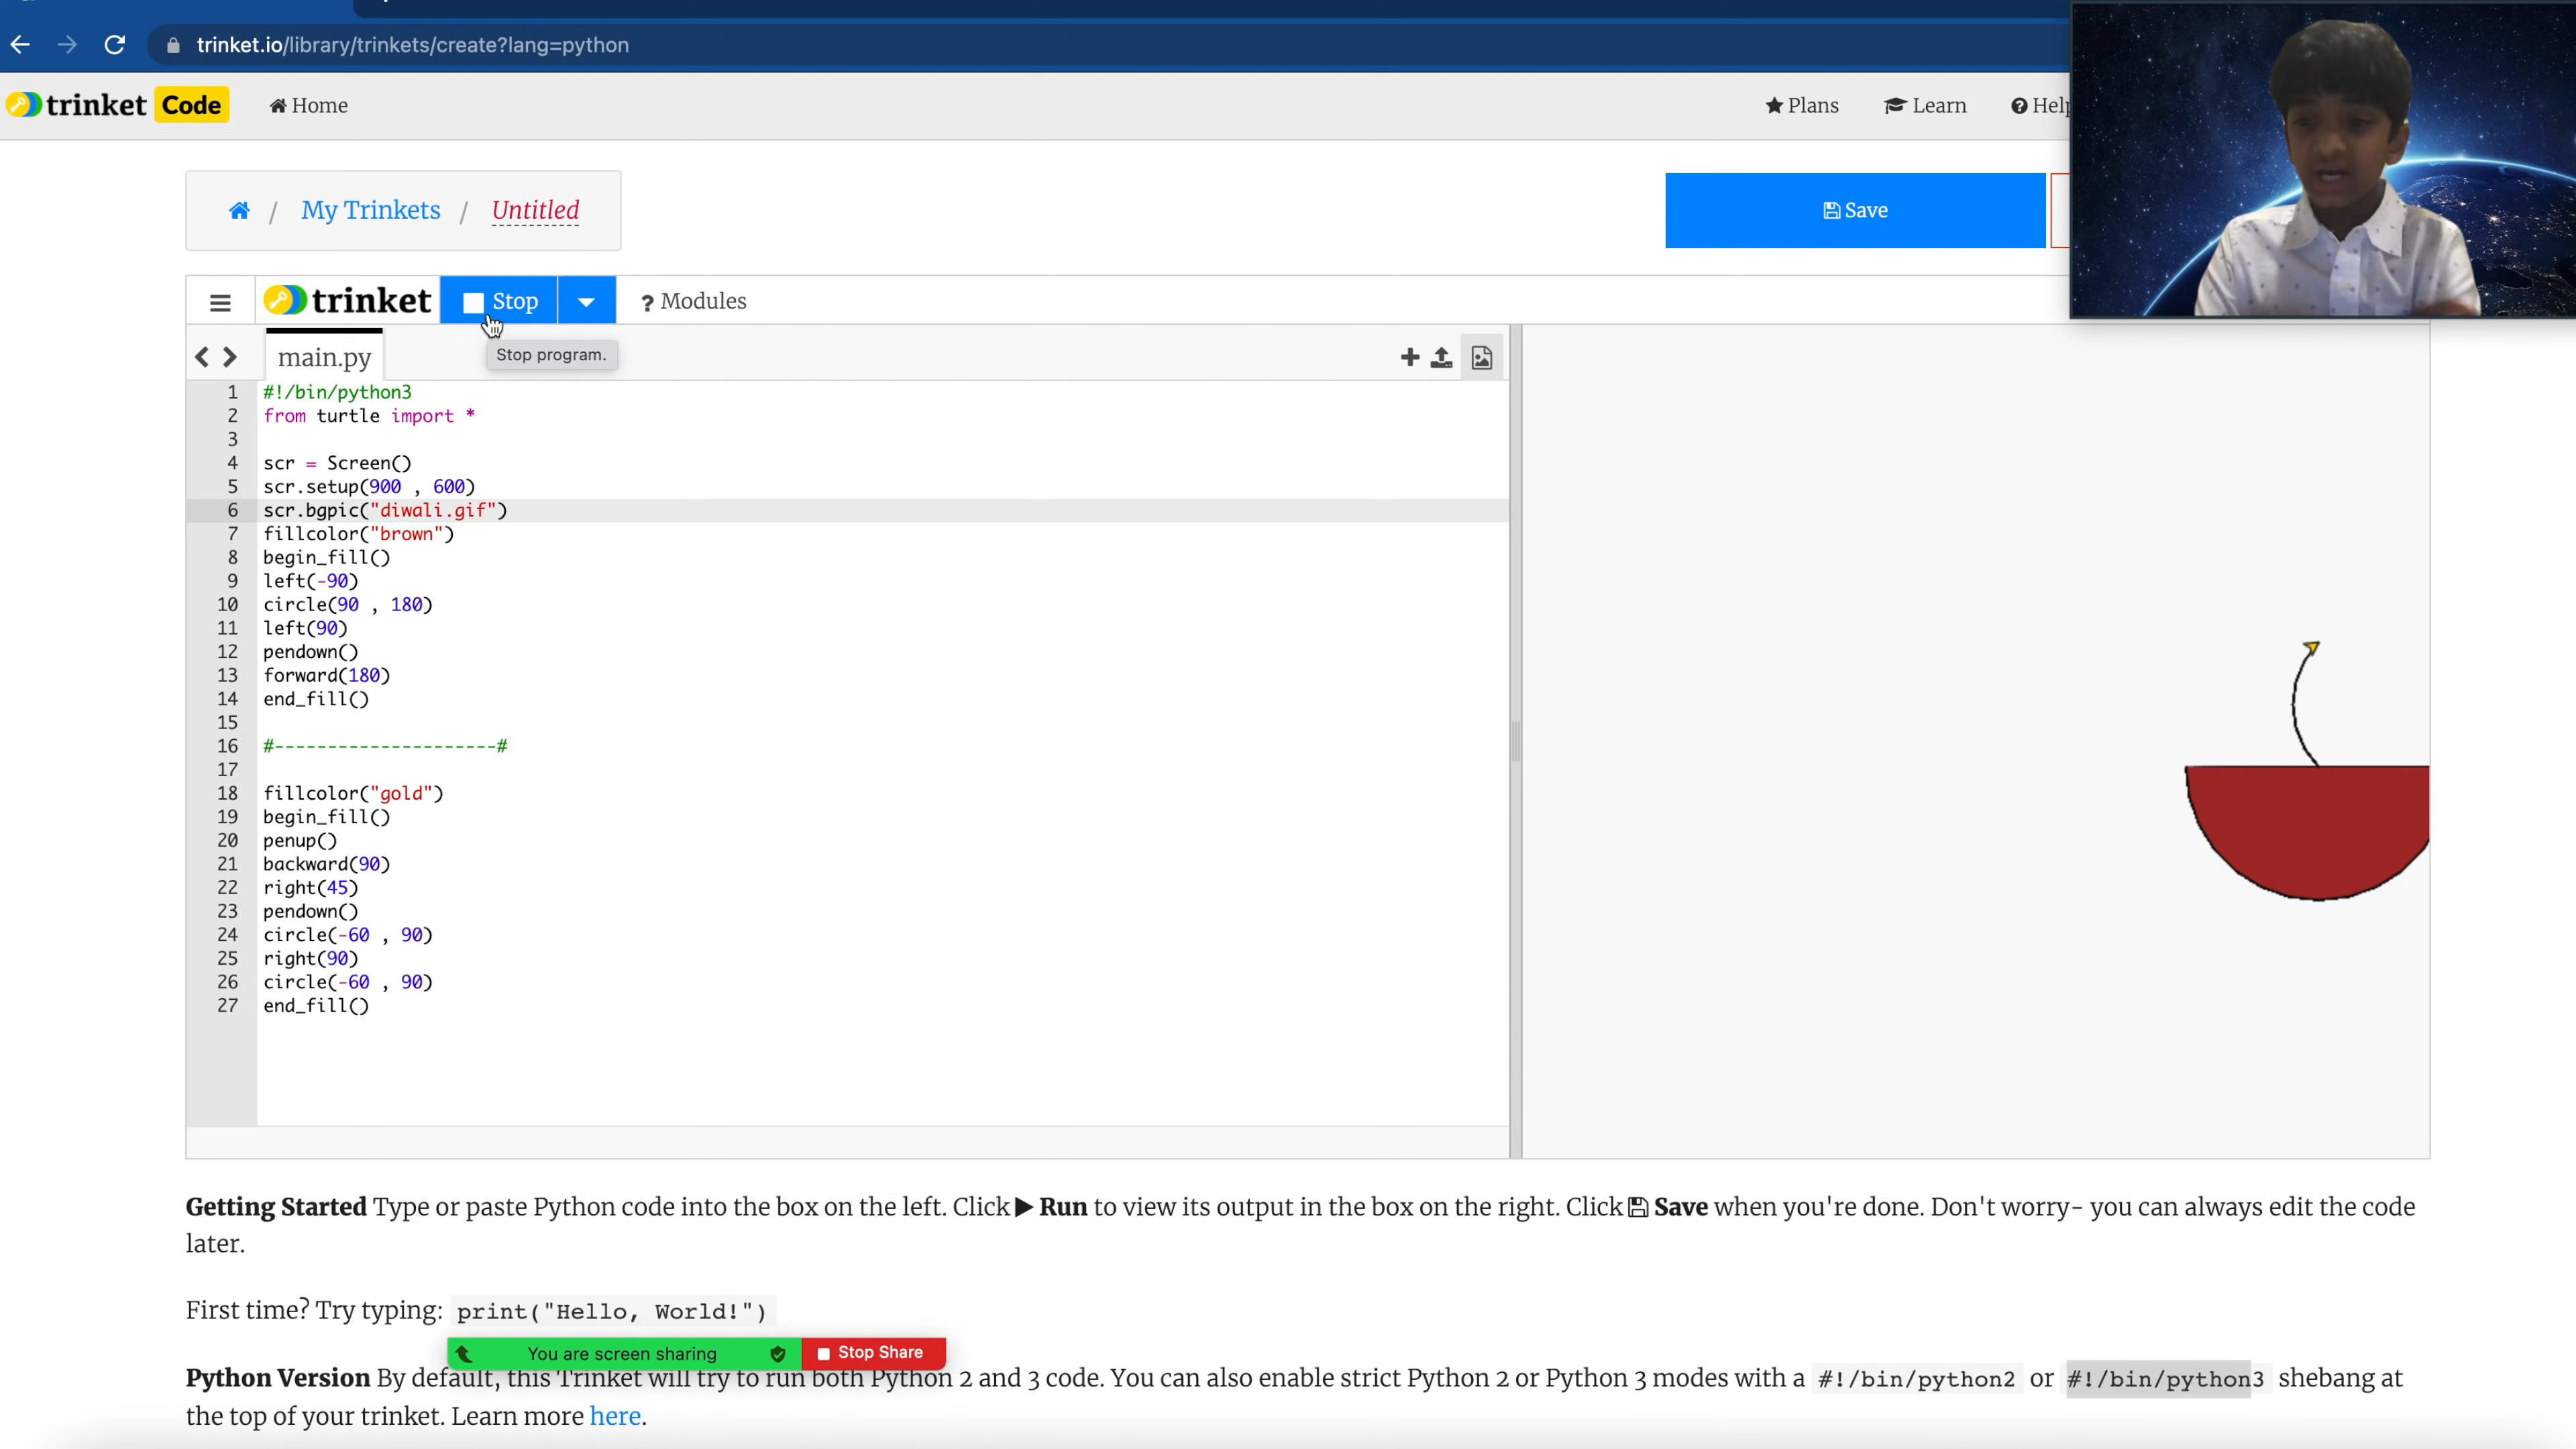 trinket.io/library/trinkets/create?lang=python
trinket Code Home Plans Learn Help
/ My Trinkets / Untitled
Save
trinket Stop ? Modules
main.py
Stop program.
1 #!/bin/python3
2 from turtle import *
3
4 scr = Screen()
5 scr.setup(900 , 600)
6 scr.bgpic("diwali.gif")
7 fillcolor("brown")
8 begin_fill()
9 left(-90)
10 circle(90 , 180)
11 left(90)
12 pendown()
13 forward(180)
14 end_fill()
15
16 #---------------------#
17
18 fillcolor("gold")
19 begin_fill()
20 penup()
21 backward(90)
22 right(45)
23 pendown()
24 circle(-60 , 90)
25 right(90)
26 circle(-60 , 90)
27 end_fill()
Getting Started Type or paste Python code into the box on the left. Click Run to view its output in the box on the right. Click Save when you're done. Don't worry- you can always edit the code
later.
First time? Try typing: print("Hello, World!")
You are screen sharing Stop Share
Python Version By default, this Trinket will try to run both Python 2 and 3 code. You can also enable strict Python 2 or Python 3 modes with a #!/bin/python2 or #!/bin/python3 shebang at
the top of your trinket. Learn more here.